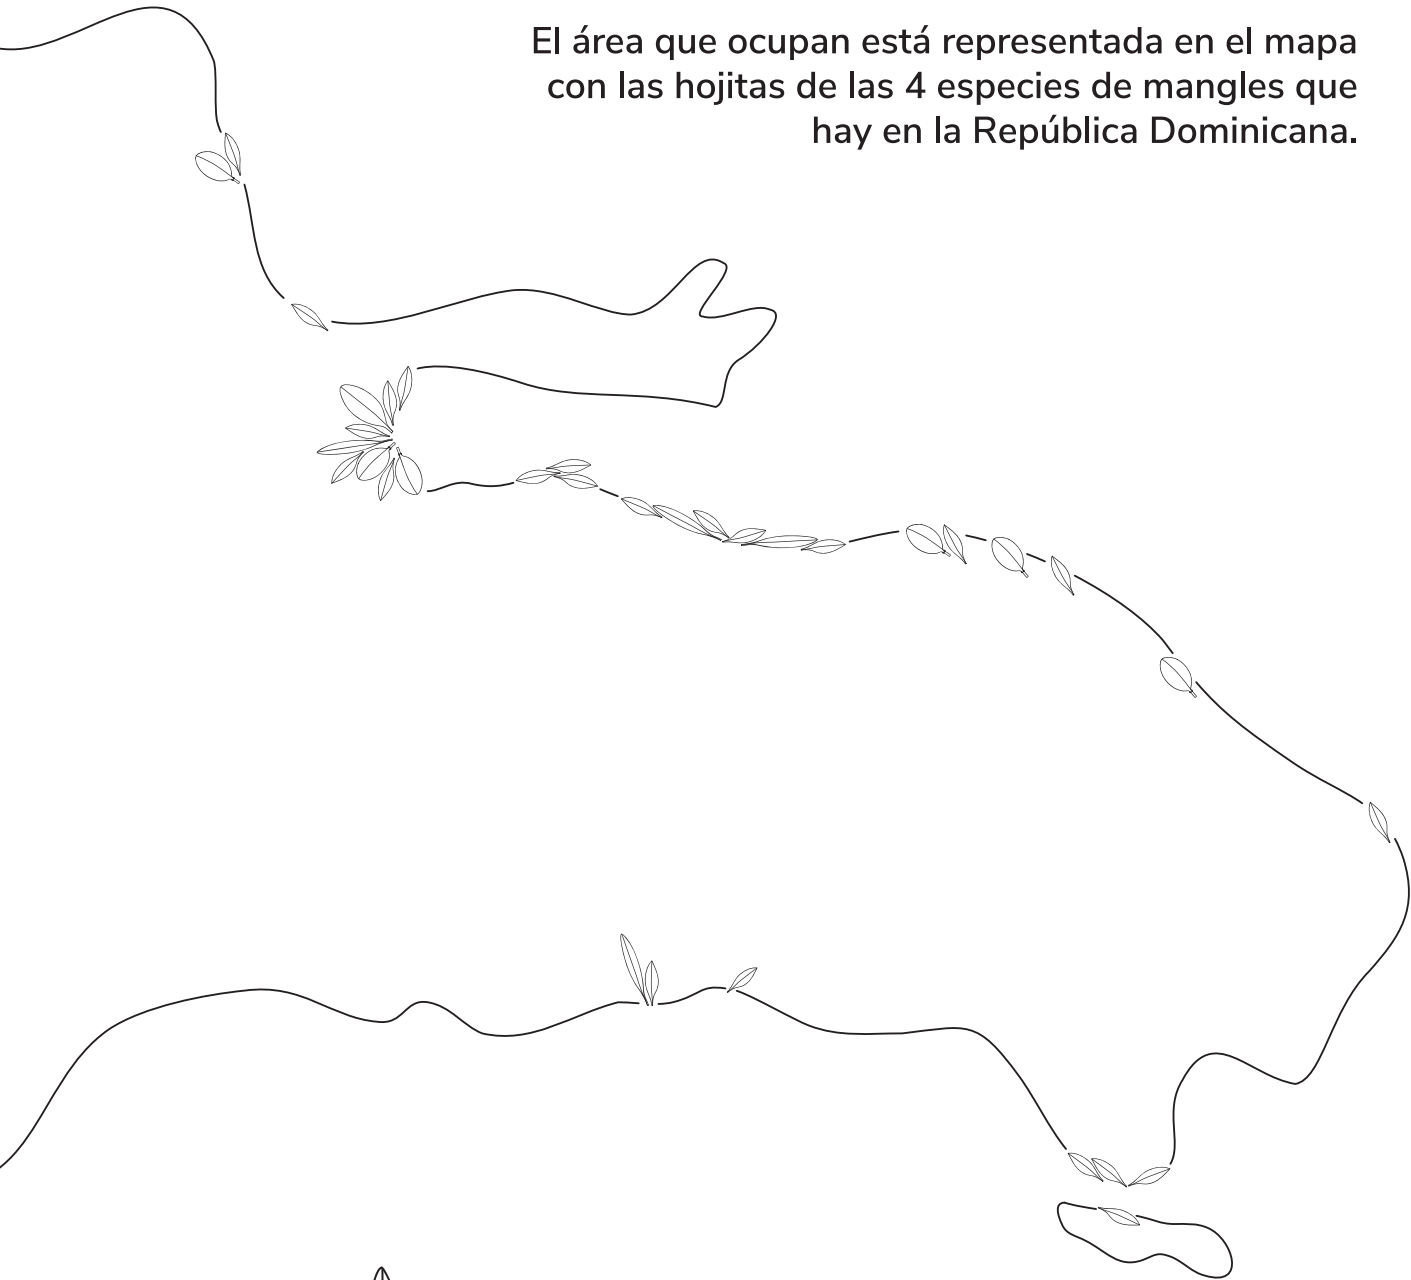 El área que ocupan está representada en el mapa
con las hojitas de las 4 especies de mangles que
hay en la República Dominicana.